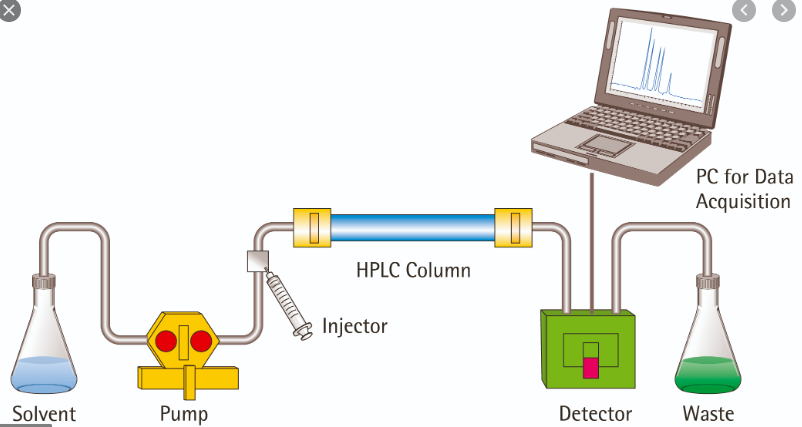 PC for Data
Acquisition
HPLC Column
Injector
Solvent
Pump
Detector
Waste